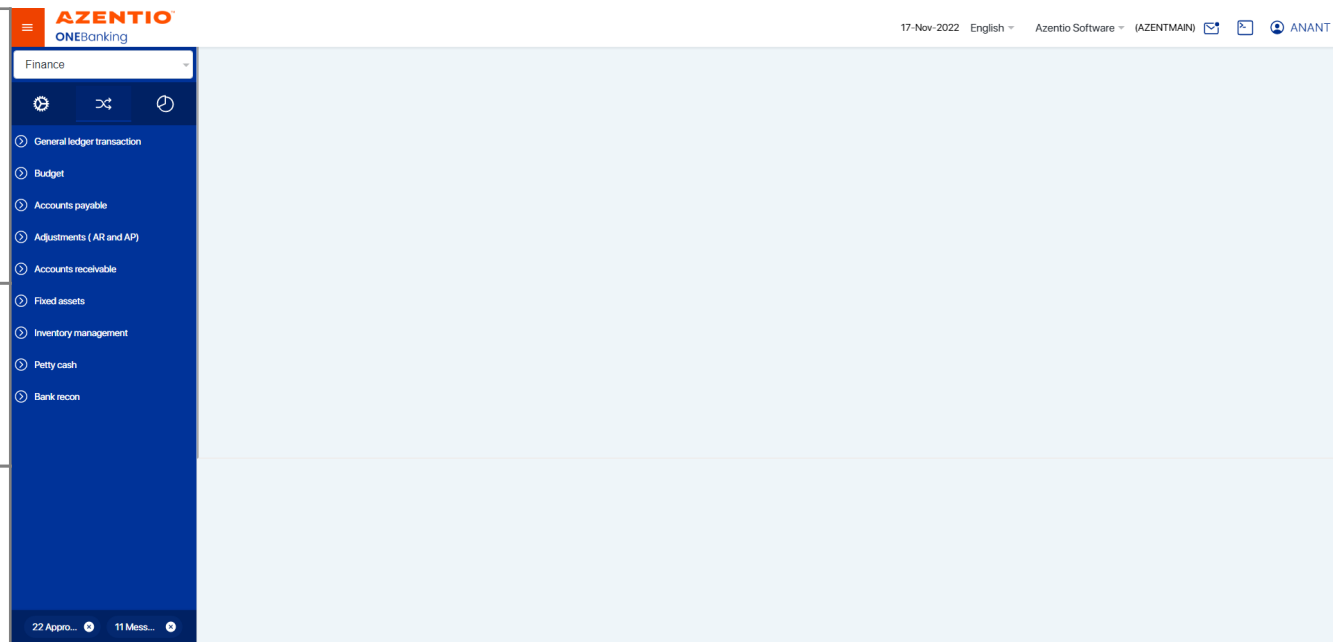 AZENTIO™
ONEBanking
17-Nov-2022 English Azentio Software (AZENTMAIN) ANANT
Finance
General ledger transaction
Budget
Accounts payable
Adjustments ( AR and AP)
Accounts receivable
Fixed assets
Inventory management
Petty cash
Bank recon
22 Appro... 11 Mess...